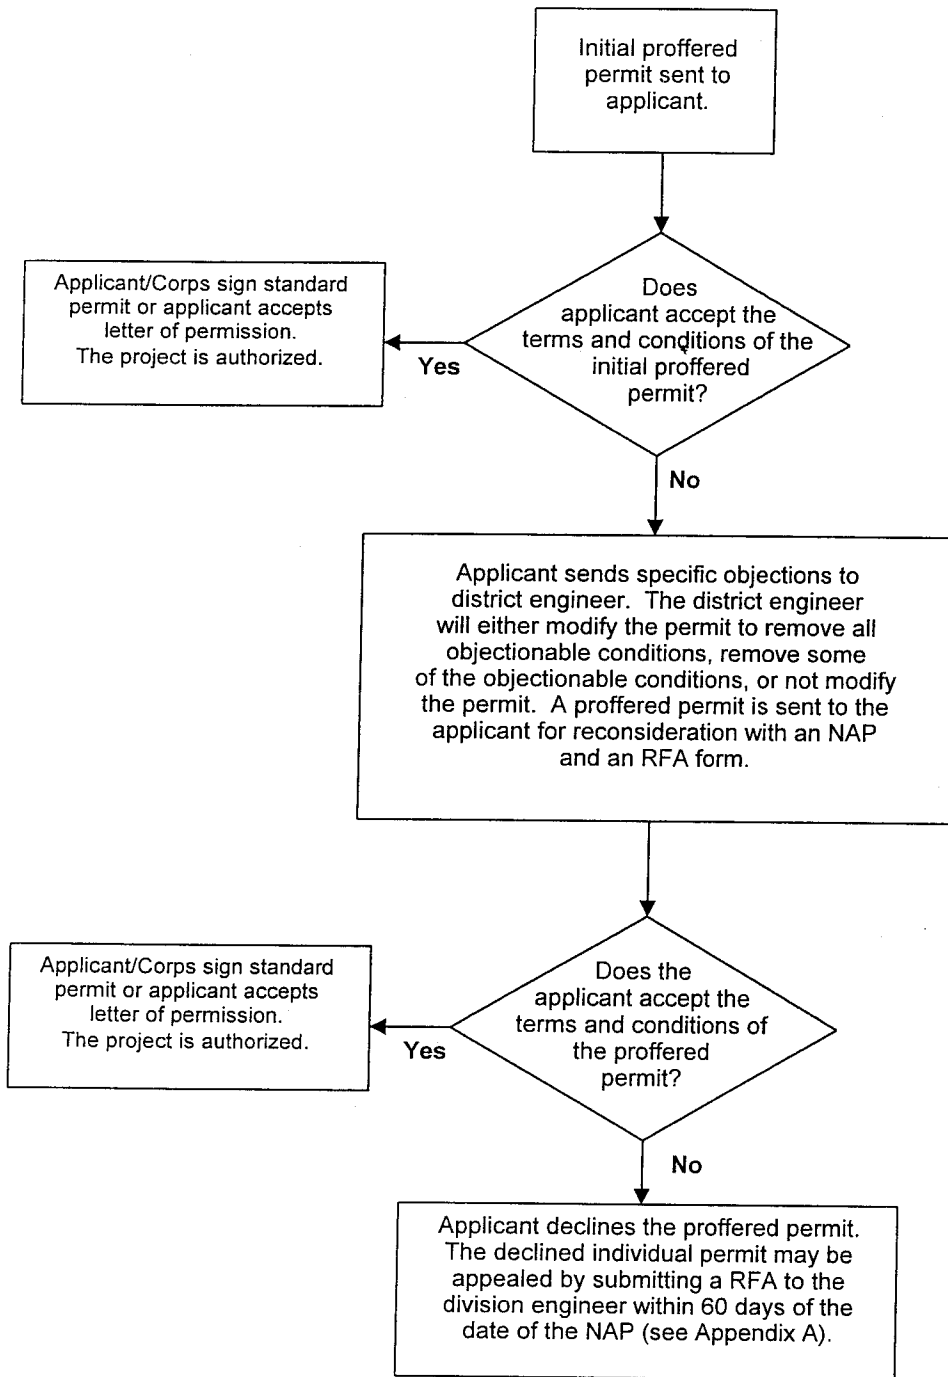 Initial proffered
permit sent to
applicant.
Does
applicant accept the
terms and conditions of the
initial proffered
permit?
Yes
Applicant/Corps sign standard
permit or applicant accepts
letter of permission.
The project is authorized.
No
Applicant sends specific objections to
district engineer. The district engineer
will either modify the permit to remove all
objectionable conditions, remove some
of the objectionable conditions, or not modify
the permit. A proffered permit is sent to the
applicant for reconsideration with an NAP
and an RFA form.
Does the
applicant accept the
terms and conditions of
the proffered
permit?
Yes
Applicant/Corps sign standard
permit or applicant accepts
letter of permission.
The project is authorized.
No
Applicant declines the proffered permit.
The declined individual permit may be
appealed by submitting a RFA to the
division engineer within 60 days of the
date of the NAP (see Appendix A).